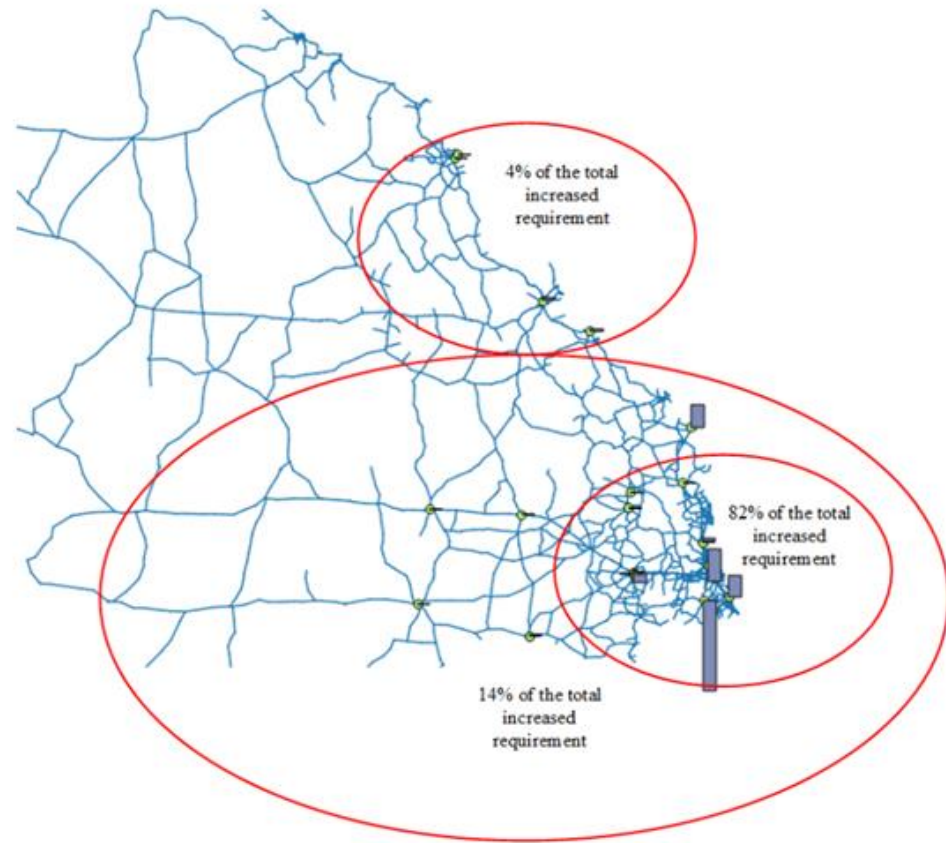 4% of the total
increased
requirement
82% of the total
increased
requirement
14% of the total
increased
requirement